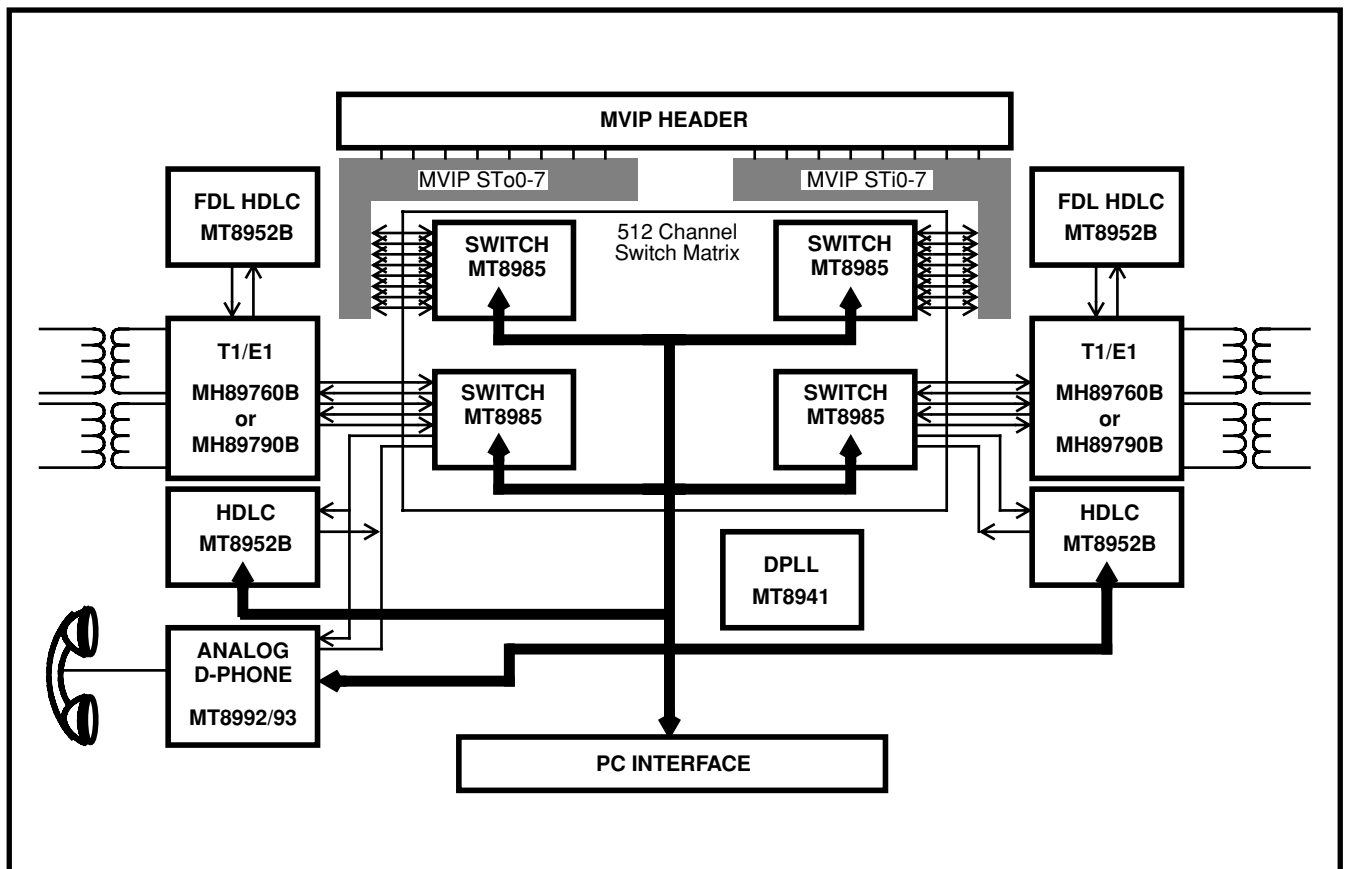 MVIP HEADER
MVIP STo0-7
MVIP STi0-7
FDL HDLC
MT8952B
SWITCH
MT8985
512 Channel
Switch Matrix
SWITCH
MT8985
FDL HDLC
MT8952B
T1/E1
MH89760B
or
MH89790B
SWITCH
MT8985
SWITCH
MT8985
T1/E1
MH89760B
or
MH89790B
HDLC
MT8952B
DPLL
MT8941
HDLC
MT8952B
ANALOG
D-PHONE
MT8992/93
PC INTERFACE